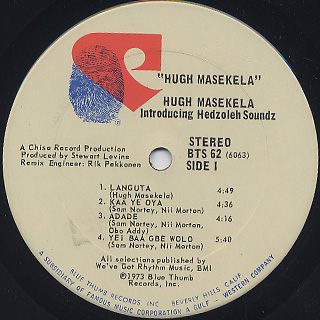 "HUGH MASEKELA"
HUGH MASEKELA
Introducing Hedzoleh Soundz
STEREO
BTS 62 (6063)
SIDE I
A Chisa Record Production
Produced by Stewart Levine
Remix Engineer: Rik Pekkonen
1. LANGUTA 4:49
(Hugh Masekela)
2. KAA YE OYA 4:36
(Sam Nortey, Nii Morton)
3. ADADE 4:16
(Sam Nortey, Nii Morton,
Obo Addy)
4. YEI BAA GBE WOLO 5:40
(Sam Nortey, Nii Morton)
All selections published by
We've Got Rhythm Music, BMI
©1973 Blue Thumb
Records, Inc.
BLUE THUMB RECORDS, INC. BEVERLY HILLS, CALIF.
A SUBSIDIARY OF FAMOUS MUSIC CORPORATION A GULF - WESTERN COMPANY